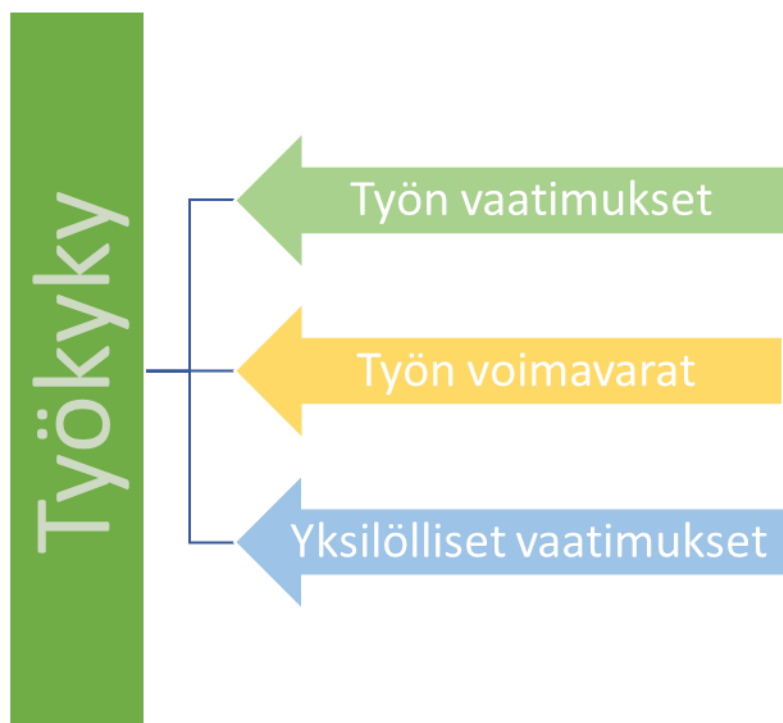 Työkyky
Työn vaatimukset
Työn voimavarat
Yksilölliset vaatimukset